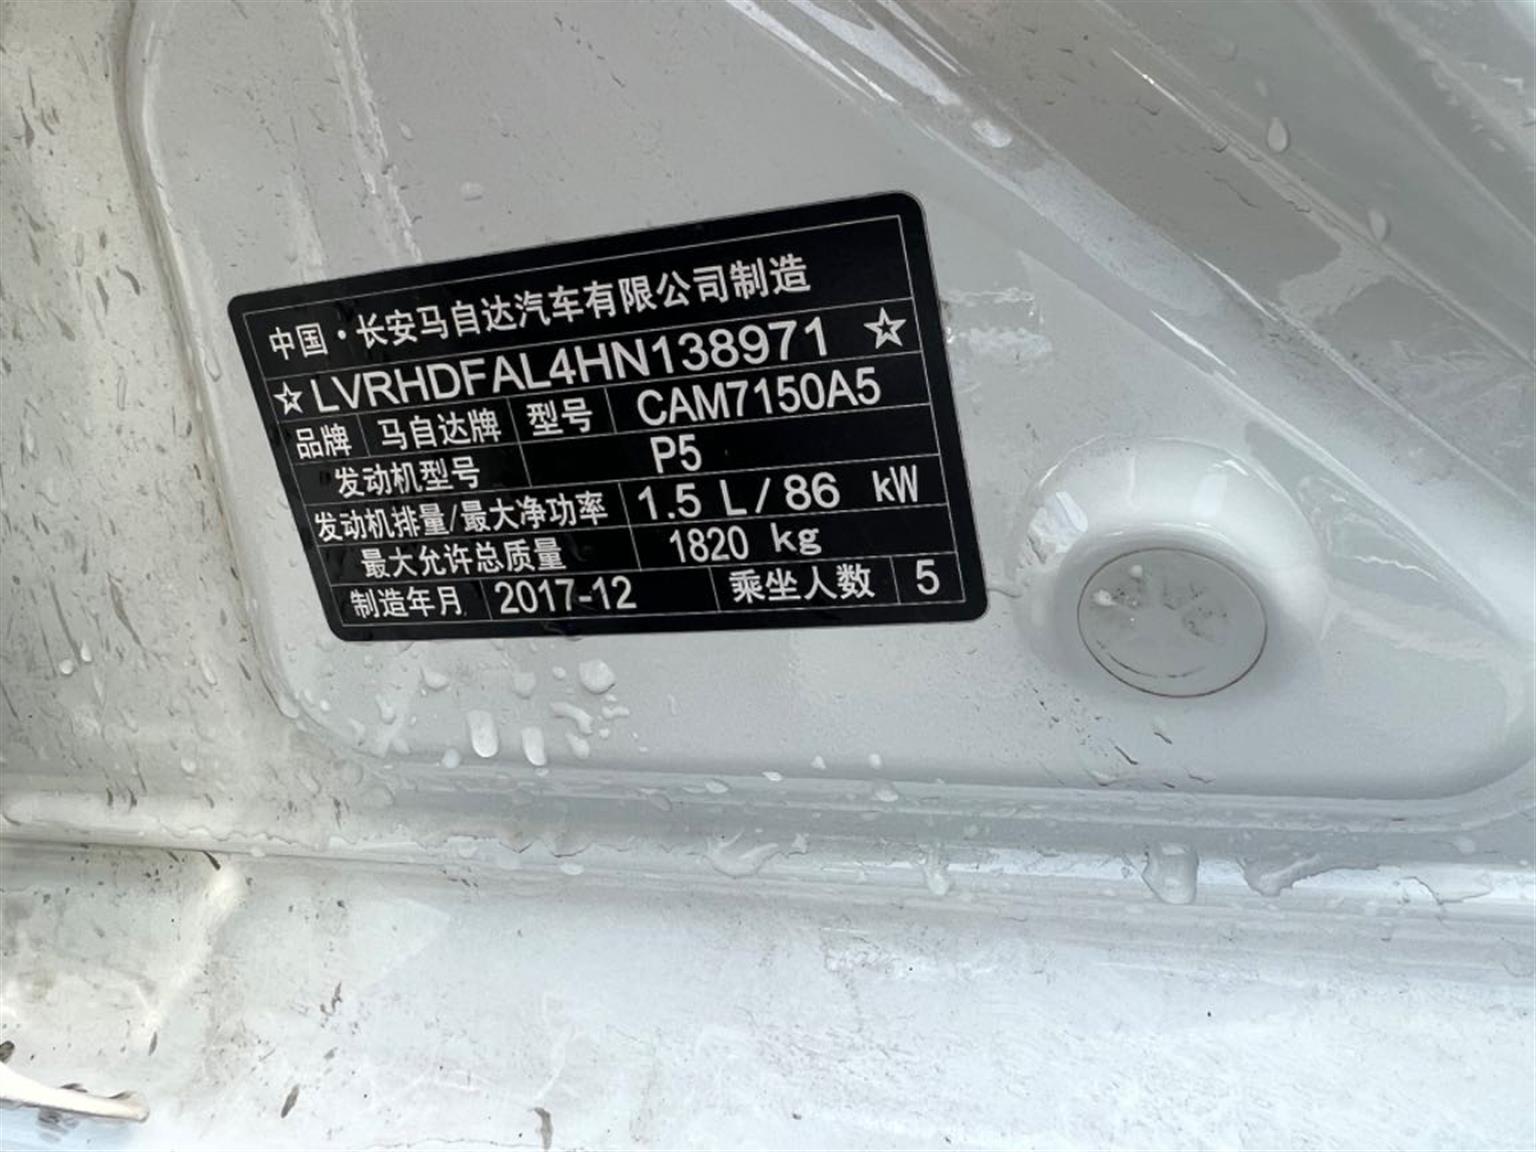 中国·长安马自达汽车有限公司制造
☆LVRHDFAL4HN138971☆
品牌 马自达牌 型号 CAM7150A5
发动机型号 P5
发动机排量/最大净功率 1.5 L/86 kW
最大允许总质量 1820 kg
制造年月 2017-12 乘坐人数 5